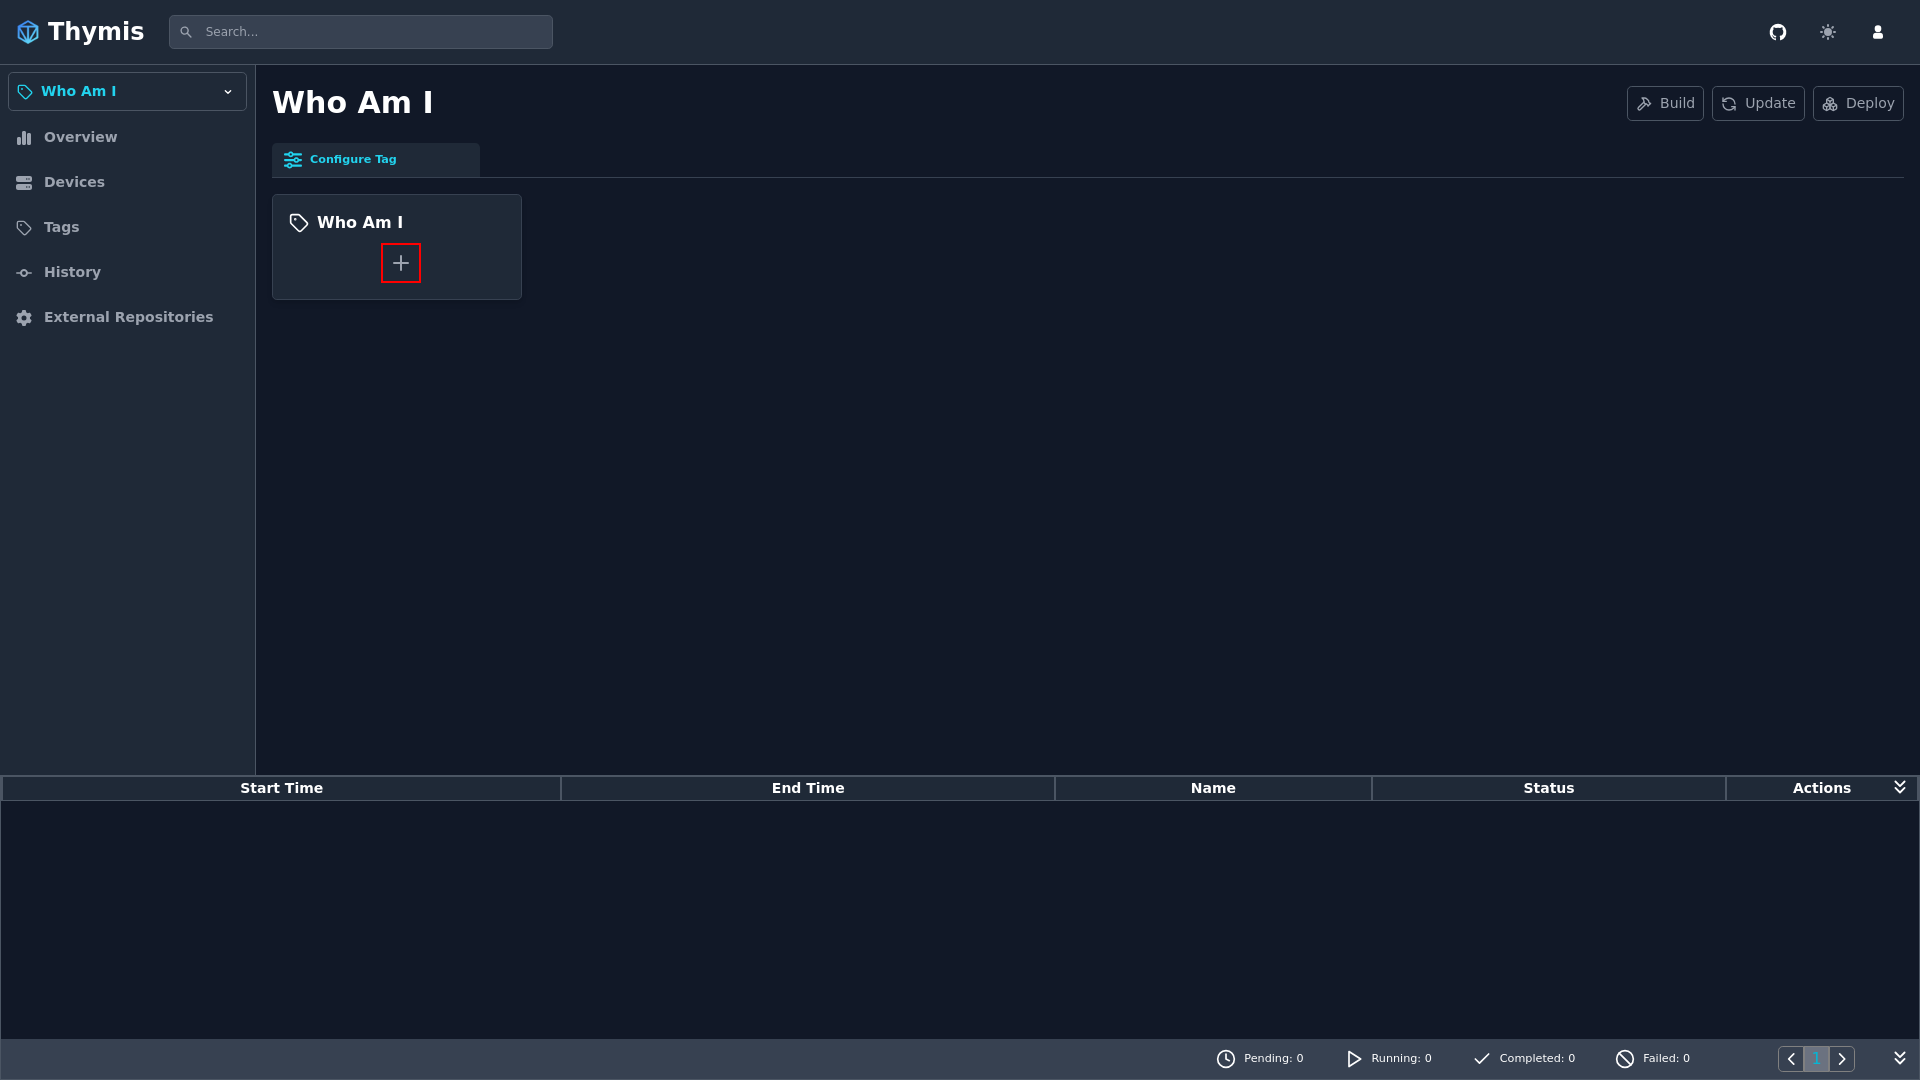 Thymis
Search...
Who Am I
Overview
Devices
Tags
History
External Repositories
Who Am I
Build
Update
Deploy
Configure Tag
Who Am I
Start Time
End Time
Name
Status
Actions
Pending: 0
Running: 0
Completed: 0
Failed: 0
1